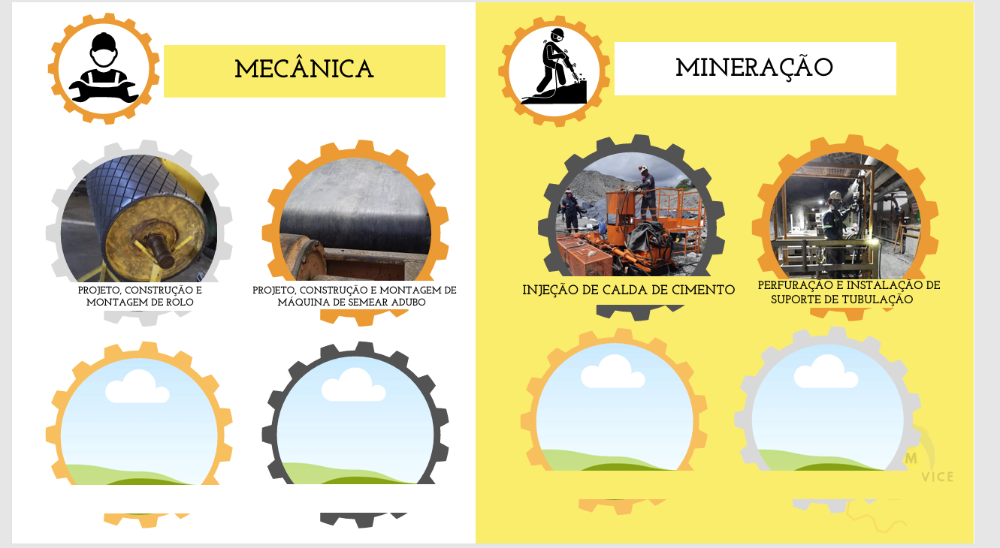 MECÂNICA
PROJETO, CONSTRUÇÃO E
MONTAGEM DE ROLO
PROJETO, CONSTRUÇÃO E MONTAGEM DE
MÁQUINA DE SEMEAR ADUBO
MINERAÇÃO
INJEÇÃO DE CALDA DE CIMENTO
PERFURAÇÃO E INSTALAÇÃO DE
SUPORTE DE TUBULAÇÃO
M
VICE